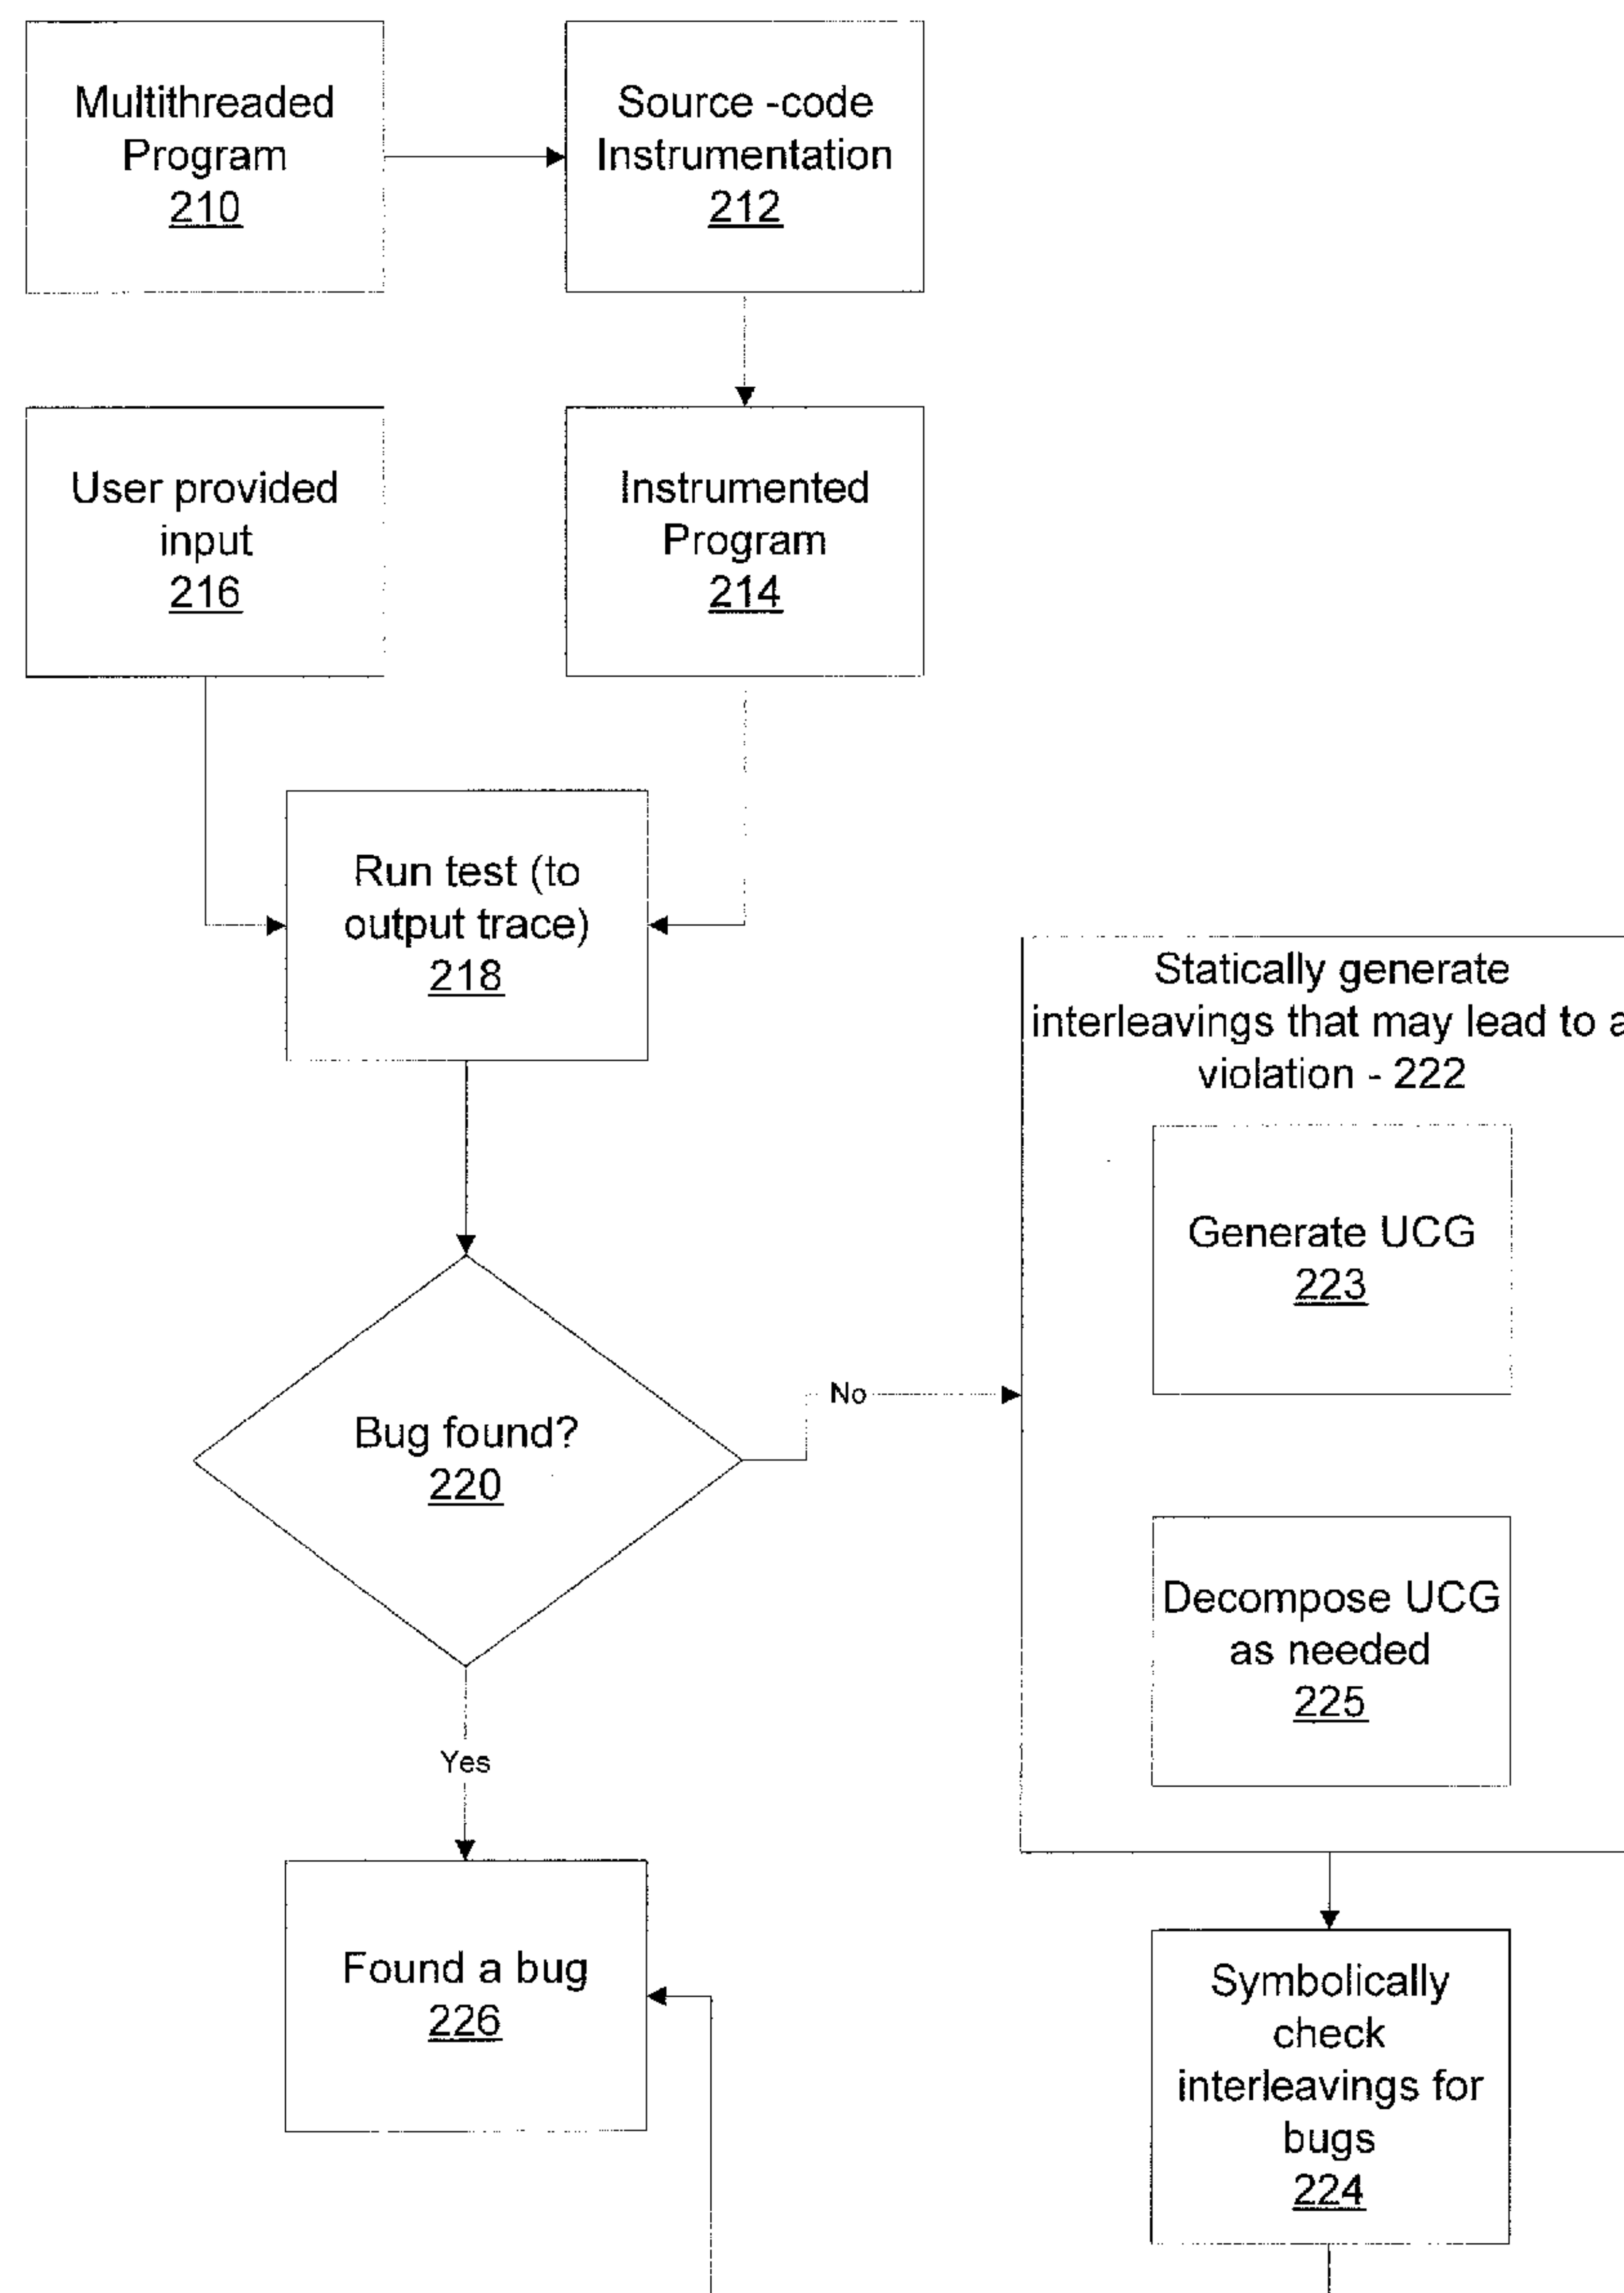 Multithreaded
Program
210
Source -code
Instrumentation
212
User provided
input
216
Instrumented
Program
214
Run test (to
output trace)
218
Statically generate
interleavings that may lead to a
violation - 222
Generate UCG
223
No
Bug found?
220
Decompose UCG
as needed
225
Yes
Found a bug
226
Symbolically
check
interleavings for
bugs
224